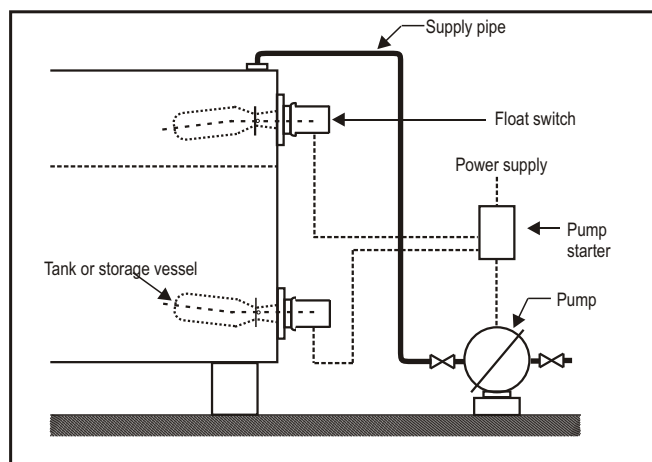 Supply pipe
Float switch
Power supply
Pump
starter
Tank or storage vessel
Pump